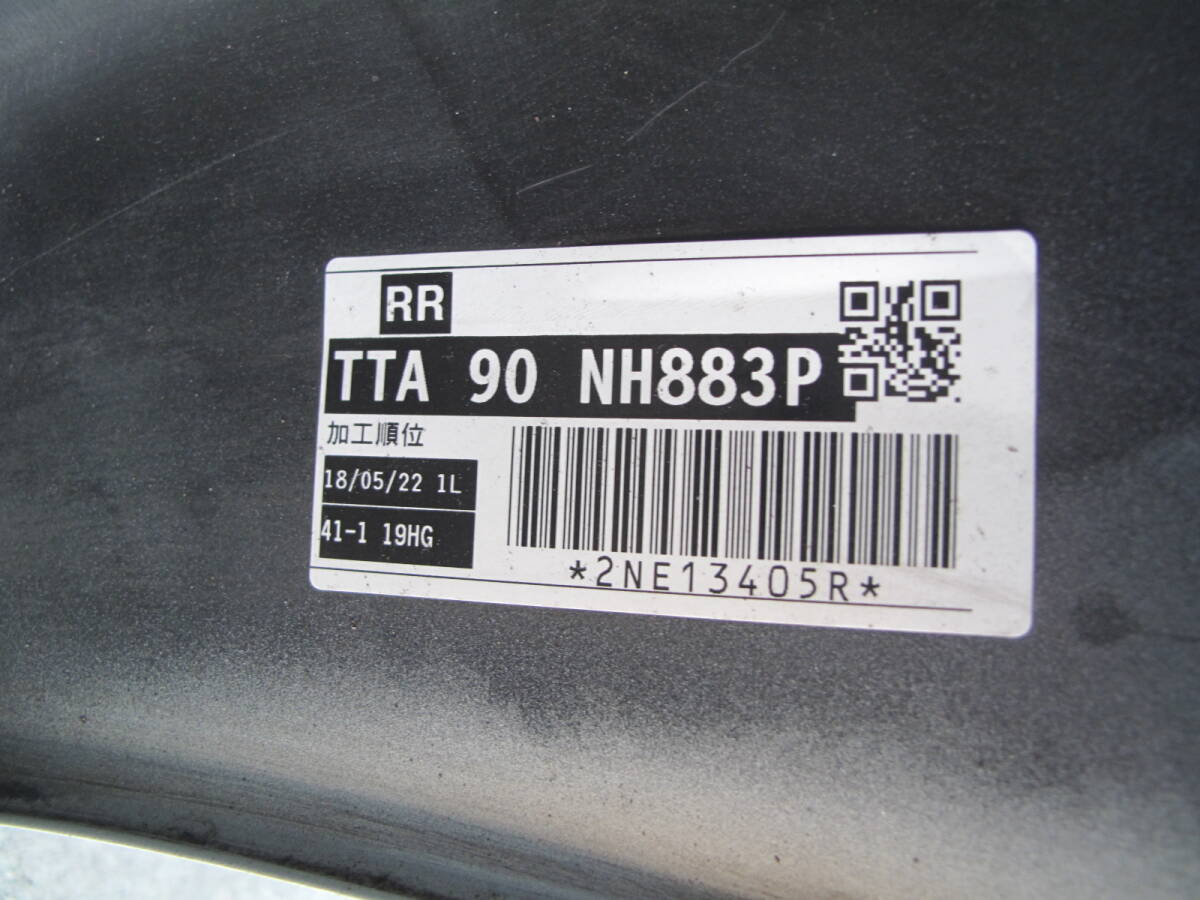 RR
TTA 90 NH883P
加工順位
18/05/22 1L
41-1 19HG
*2NE13405R*